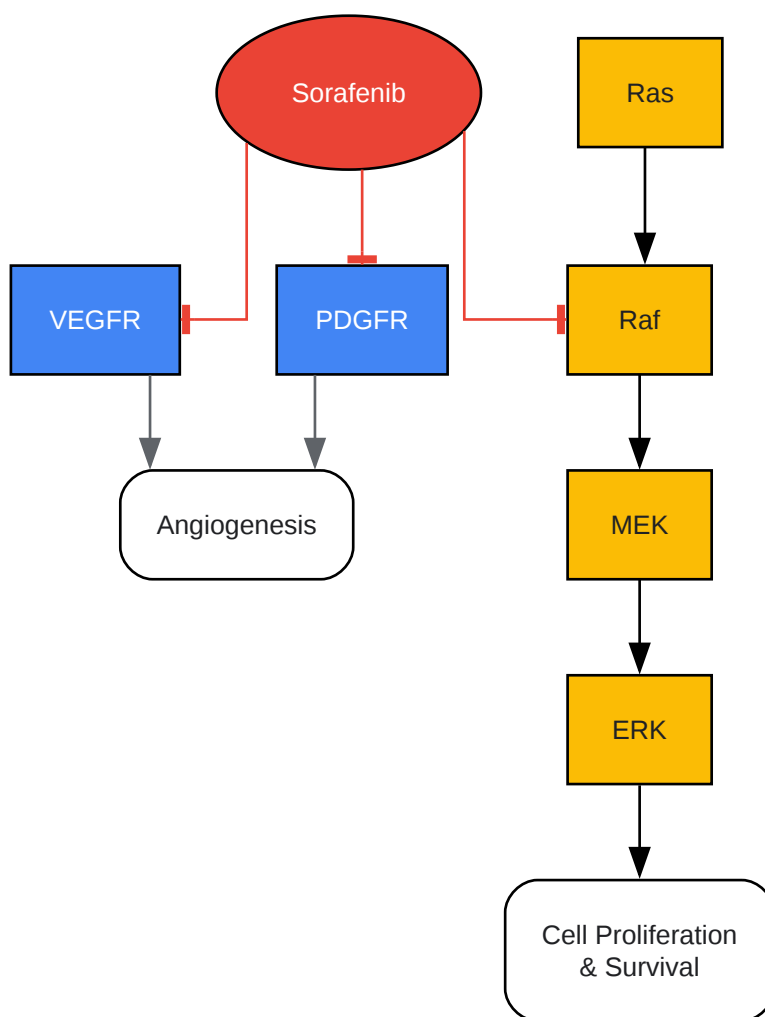 Sorafenib
Ras
VEGFR
PDGFR
Raf
Angiogenesis
MEK
ERK
Cell Proliferation
& Survival